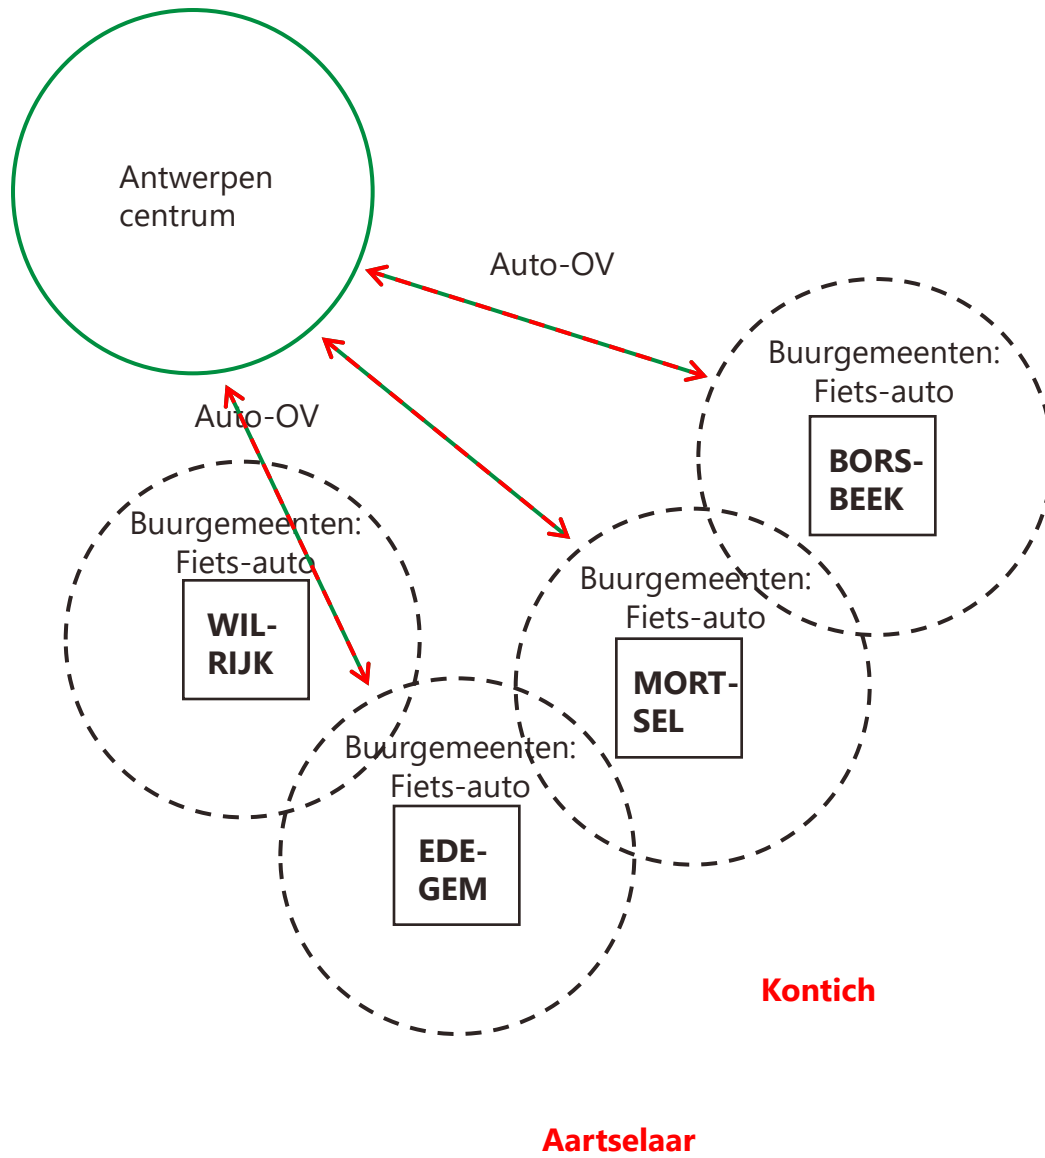 Antwerpen
centrum
Auto-OV
Buurgemeenten:
Fiets-auto
BORS-
BEEK
Auto-OV
Buurgemeenten:
Fiets-auto
WIL-
RIJK
Buurgemeenten:
Fiets-auto
MORT-
SEL
Buurgemeenten:
Fiets-auto
EDE-
GEM
Kontich
Aartselaar